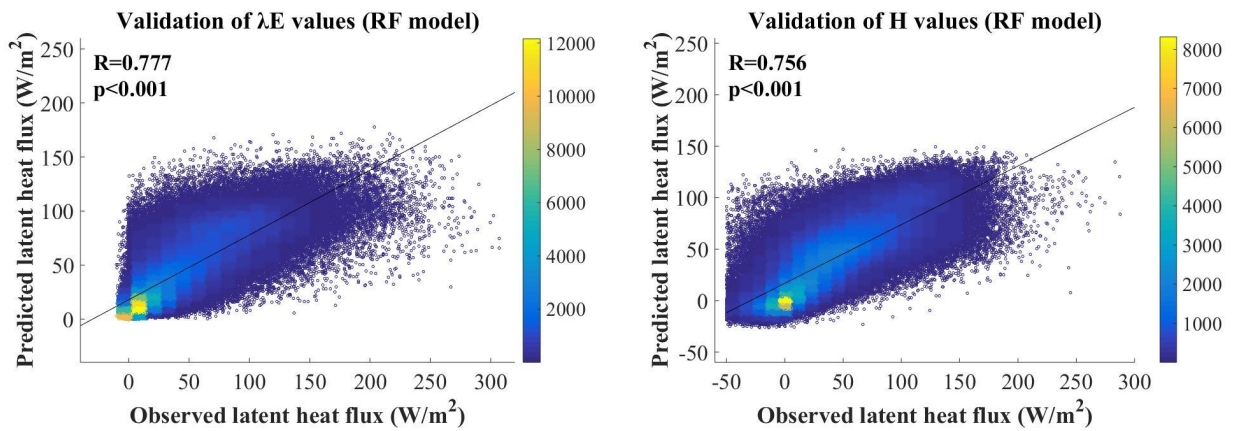 Validation of λE values (RF model)
R=0.777
p<0.001
Predicted latent heat flux (W/m²)
250
200
150
100
50
0
0 50 100 150 200 250 300
Observed latent heat flux (W/m²)
12000
10000
8000
6000
4000
2000
Validation of H values (RF model)
R=0.756
p<0.001
Predicted latent heat flux (W/m²)
250
200
150
100
50
0
-50
-50 0 50 100 150 200 250 300
Observed latent heat flux (W/m²)
8000
7000
6000
5000
4000
3000
2000
1000